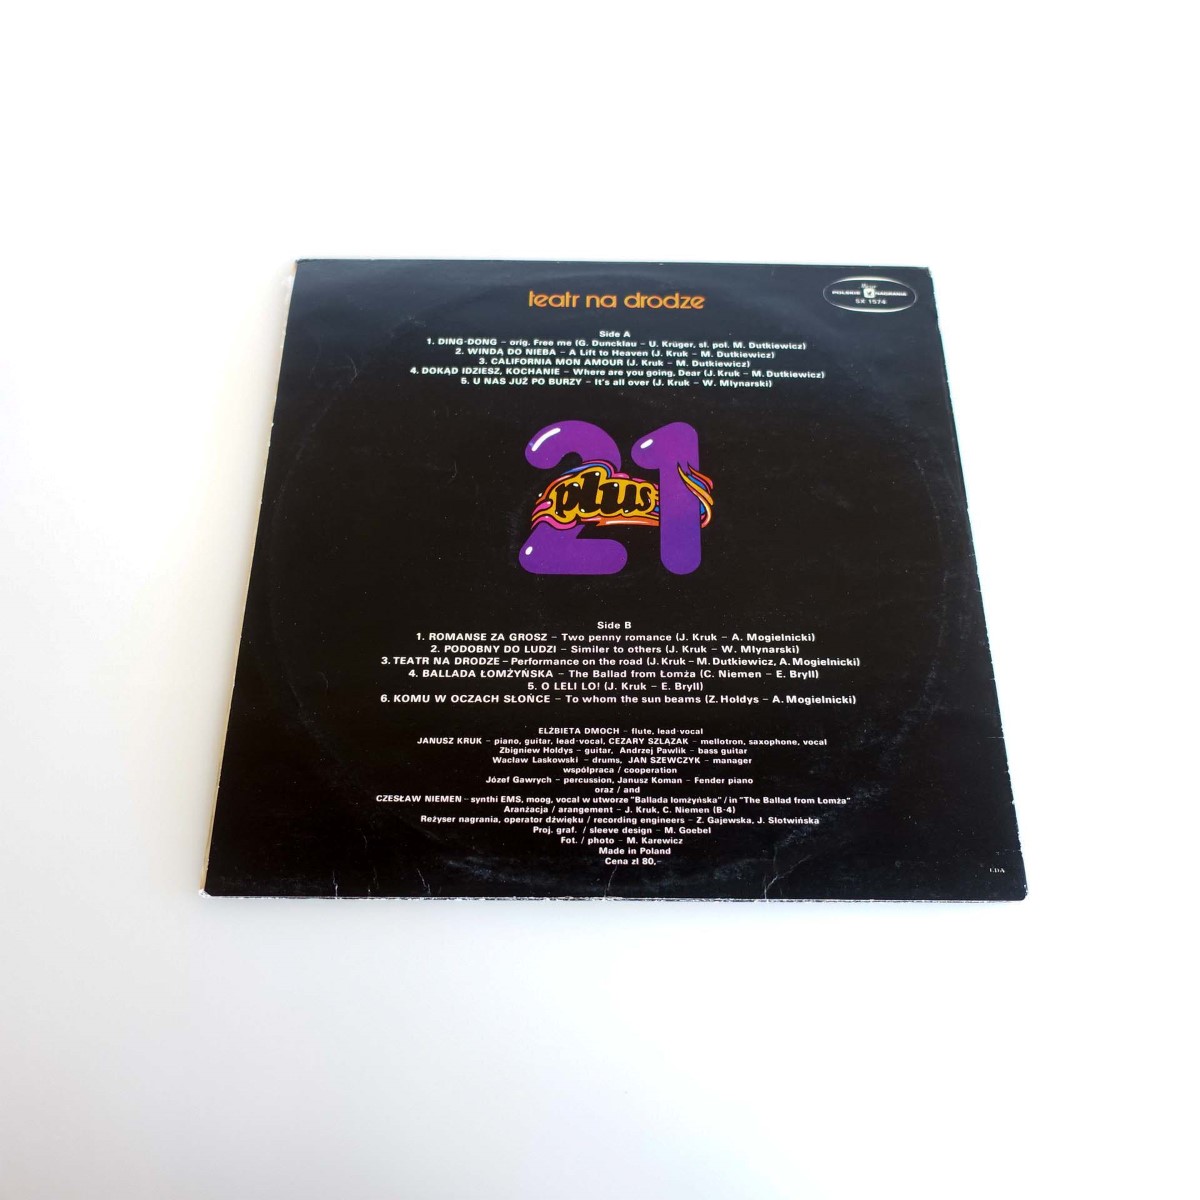 teatr na drodze
POLSKIE NAGRANIA
SX 1574
Side A
1. DING-DONG – orig. Free me (G. Duncklau – U. Krüger, sł. pol. M. Dutkiewicz)
2. WINDĄ DO NIEBA – A Lift to Heaven (J. Kruk – M. Dutkiewicz)
3. CALIFORNIA MON AMOUR (J. Kruk – M. Dutkiewicz)
4. DOKĄD IDZIESZ, KOCHANIE – Where are you going, Dear (J. Kruk – M. Dutkiewicz)
5. U NAS JUŻ PO BURZY – It's all over (J. Kruk – W. Młynarski)
2 plus 1
Side B
1. ROMANSE ZA GROSZ – Two penny romance (J. Kruk – A. Mogielnicki)
2. PODOBNY DO LUDZI – Similer to others (J. Kruk – W. Młynarski)
3. TEATR NA DRODZE – Performance on the road (J. Kruk – M. Dutkiewicz, A. Mogielnicki)
4. BALLADA ŁOMŻYŃSKA – The Ballad from Łomża (C. Niemen – E. Bryll)
5. O LELI LO! (J. Kruk – E. Bryll)
6. KOMU W OCZACH SŁOŃCE – To whom the sun beams (Z. Hołdys – A. Mogielnicki)
ELŻBIETA DMOCH – flute, lead-vocal
JANUSZ KRUK – piano, guitar, lead-vocal, CEZARY SZLĄZAK – mellotron, saxophone, vocal
Zbigniew Hołdys – guitar, Andrzej Pawlik – bass guitar
Wacław Laskowski – drums, JAN SZEWCZYK – manager
współpraca / cooperation
Józef Gawrych – percussion, Janusz Koman – Fender piano
oraz / and
CZESŁAW NIEMEN – synthi EMS, moog, vocal w utworze "Ballada łomżyńska" / in "The Ballad from Łomża"
Aranżacja / arangement – J. Kruk, C. Niemen (B-4)
Reżyser nagrania, operator dźwięku / recording engineers – Z. Gajewska, J. Słotwińska
Proj. graf. / sleeve design – M. Goebel
Fot. / photo – M. Karewicz
Made in Poland
Cena zł 80,–